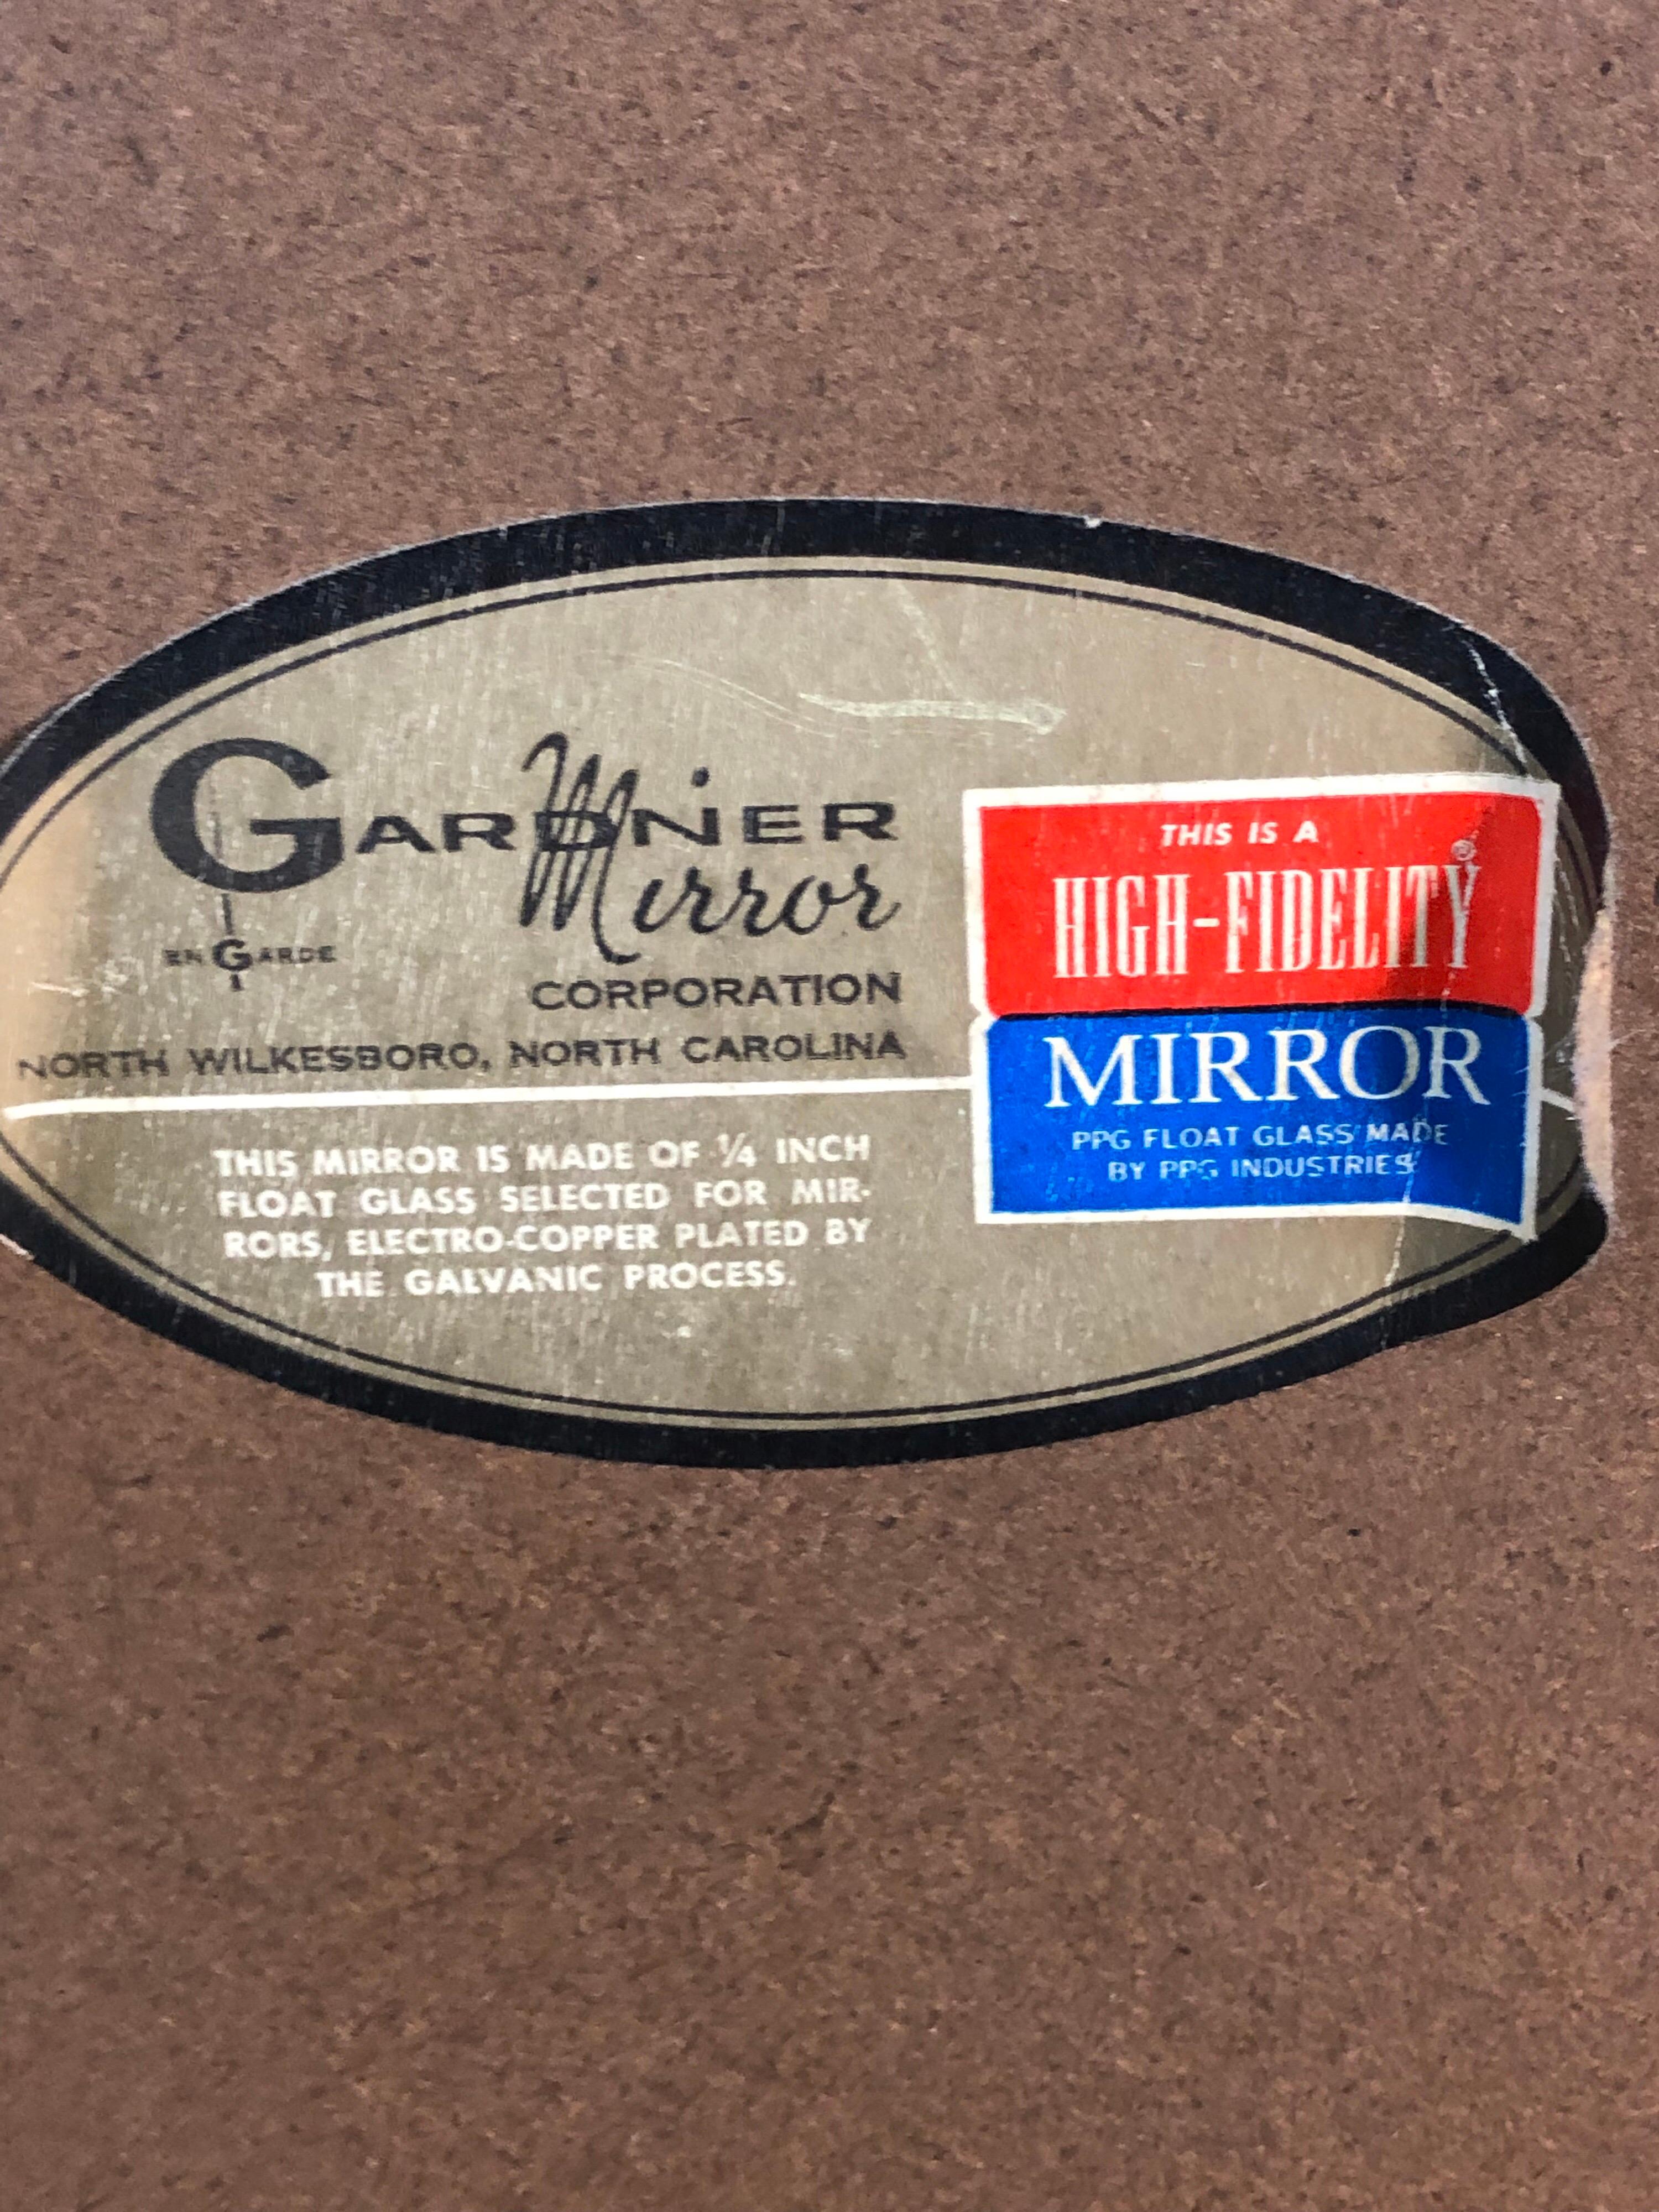 GARDNER
Mirror
EN GARDE
CORPORATION
NORTH WILKESBORO, NORTH CAROLINA
THIS MIRROR IS MADE OF ¼ INCH
FLOAT GLASS SELECTED FOR MIR-
RORS, ELECTRO-COPPER PLATED BY
THE GALVANIC PROCESS.
THIS IS A
HIGH-FIDELITY®
MIRROR
PPG FLOAT GLASS MADE
BY PPG INDUSTRIES